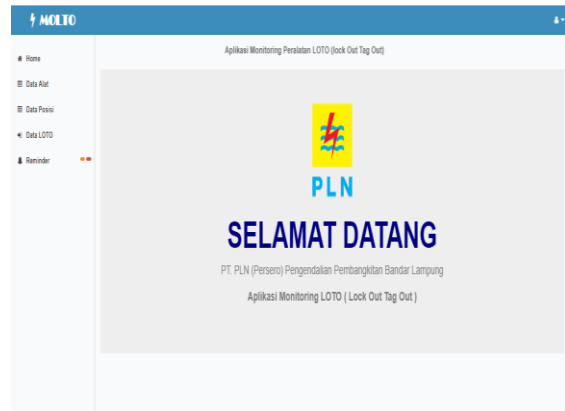 MOLTO
Aplikasi Monitoring Peralatan LOTO (lock Out Tag Out)
Home
Data Alat
Data Posisi
Data LOTO
Reminder
PLN
SELAMAT DATANG
PT. PLN (Persero) Pengendalian Pembangkitan Bandar Lampung
Aplikasi Monitoring LOTO ( Lock Out Tag Out )